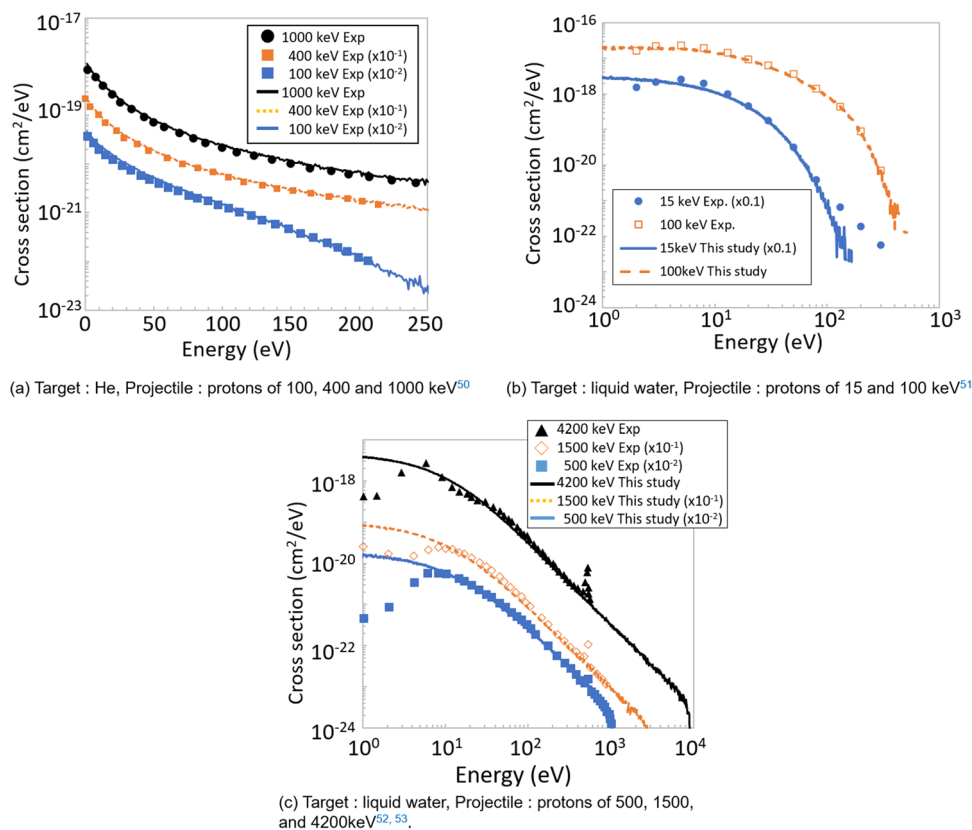 10⁻¹⁷
10⁻¹⁹
10⁻²¹
10⁻²³
Cross section (cm²/eV)
1000 keV Exp
400 keV Exp (x10⁻¹)
100 keV Exp (x10⁻²)
1000 keV Exp
400 keV Exp (x10⁻¹)
100 keV Exp (x10⁻²)
0 50 100 150 200 250
Energy (eV)
(a) Target : He, Projectile : protons of 100, 400 and 1000 keV⁵⁰
10⁻¹⁴
10⁻¹⁶
10⁻¹⁸
10⁻²⁰
10⁻²²
10⁻²⁴
Cross section (cm²/eV)
15 keV Exp. (x0.1)
100 keV Exp.
15keV This study (x0.1)
100keV This study
10⁰ 10¹ 10² 10³
Energy (eV)
(b) Target : liquid water, Projectile : protons of 15 and 100 keV⁵¹
10⁻¹⁸
10⁻²⁰
10⁻²²
10⁻²⁴
Cross section (cm²/eV)
4200 keV Exp
1500 keV Exp (x10⁻¹)
500 keV Exp (x10⁻²)
4200 keV This study
1500 keV This study (x10⁻¹)
500 keV This study (x10⁻²)
10⁰ 10¹ 10² 10³ 10⁴
Energy (eV)
(c) Target : liquid water, Projectile : protons of 500, 1500,
and 4200keV⁵²,⁵³.